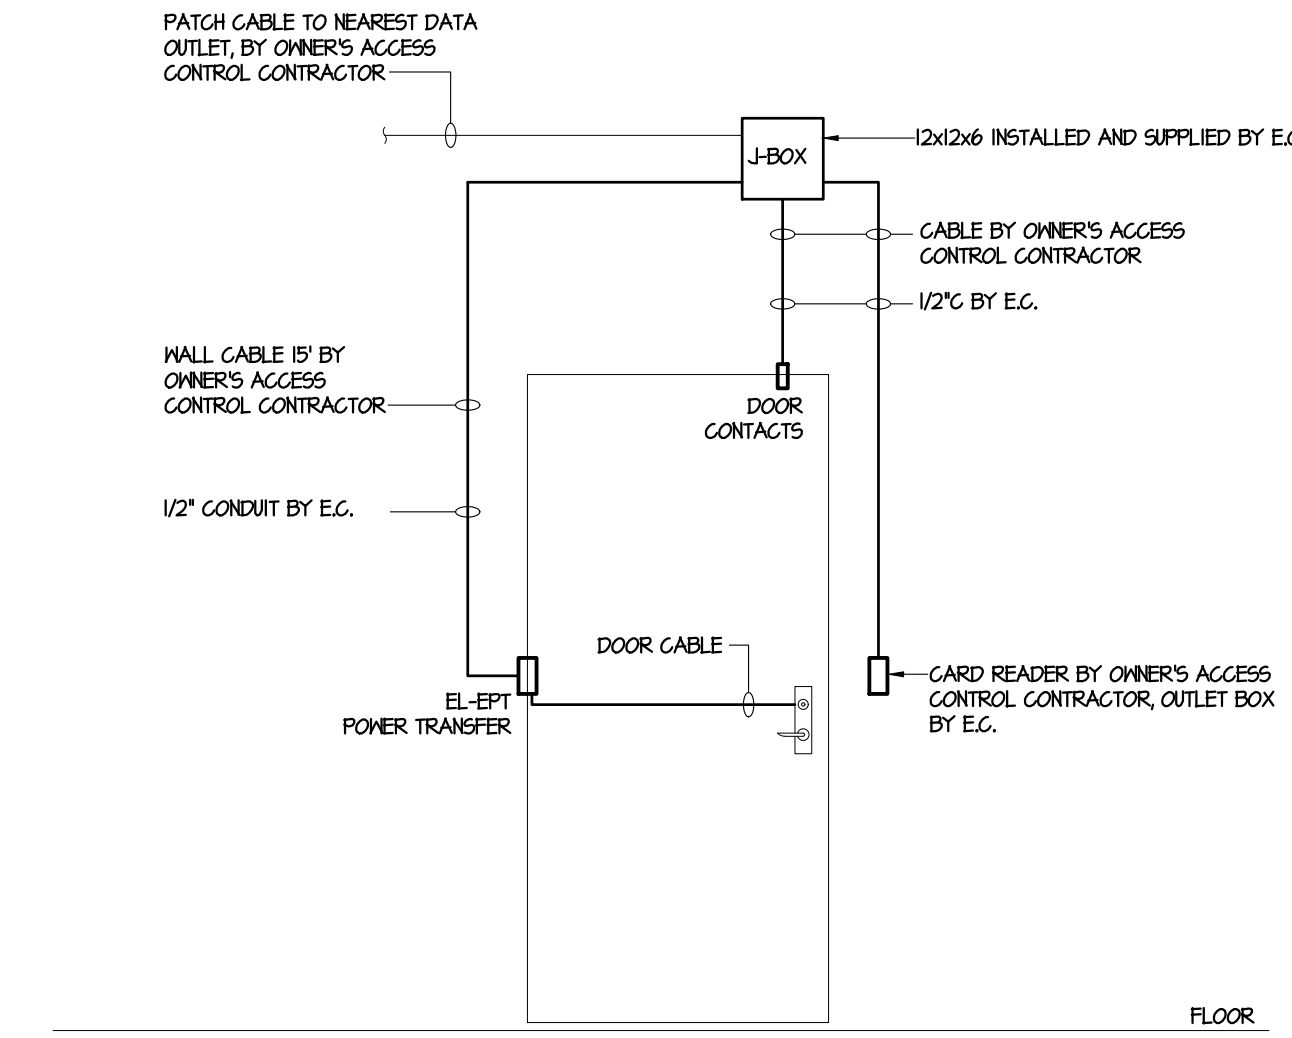 PATCH CABLE TO NEAREST DATA
OUTLET, BY OWNER'S ACCESS
CONTROL CONTRACTOR
12x12x6 INSTALLED AND SUPPLIED BY E.C
J-BOX
CABLE BY OWNER'S ACCESS
CONTROL CONTRACTOR
1/2"C BY E.C.
WALL CABLE 15' BY
OWNER'S ACCESS
CONTROL CONTRACTOR
DOOR
CONTACTS
1/2" CONDUIT BY E.C.
DOOR CABLE
EL-EPT
POWER TRANSFER
CARD READER BY OWNER'S ACCESS
CONTROL CONTRACTOR, OUTLET BOX
BY E.C.
FLOOR